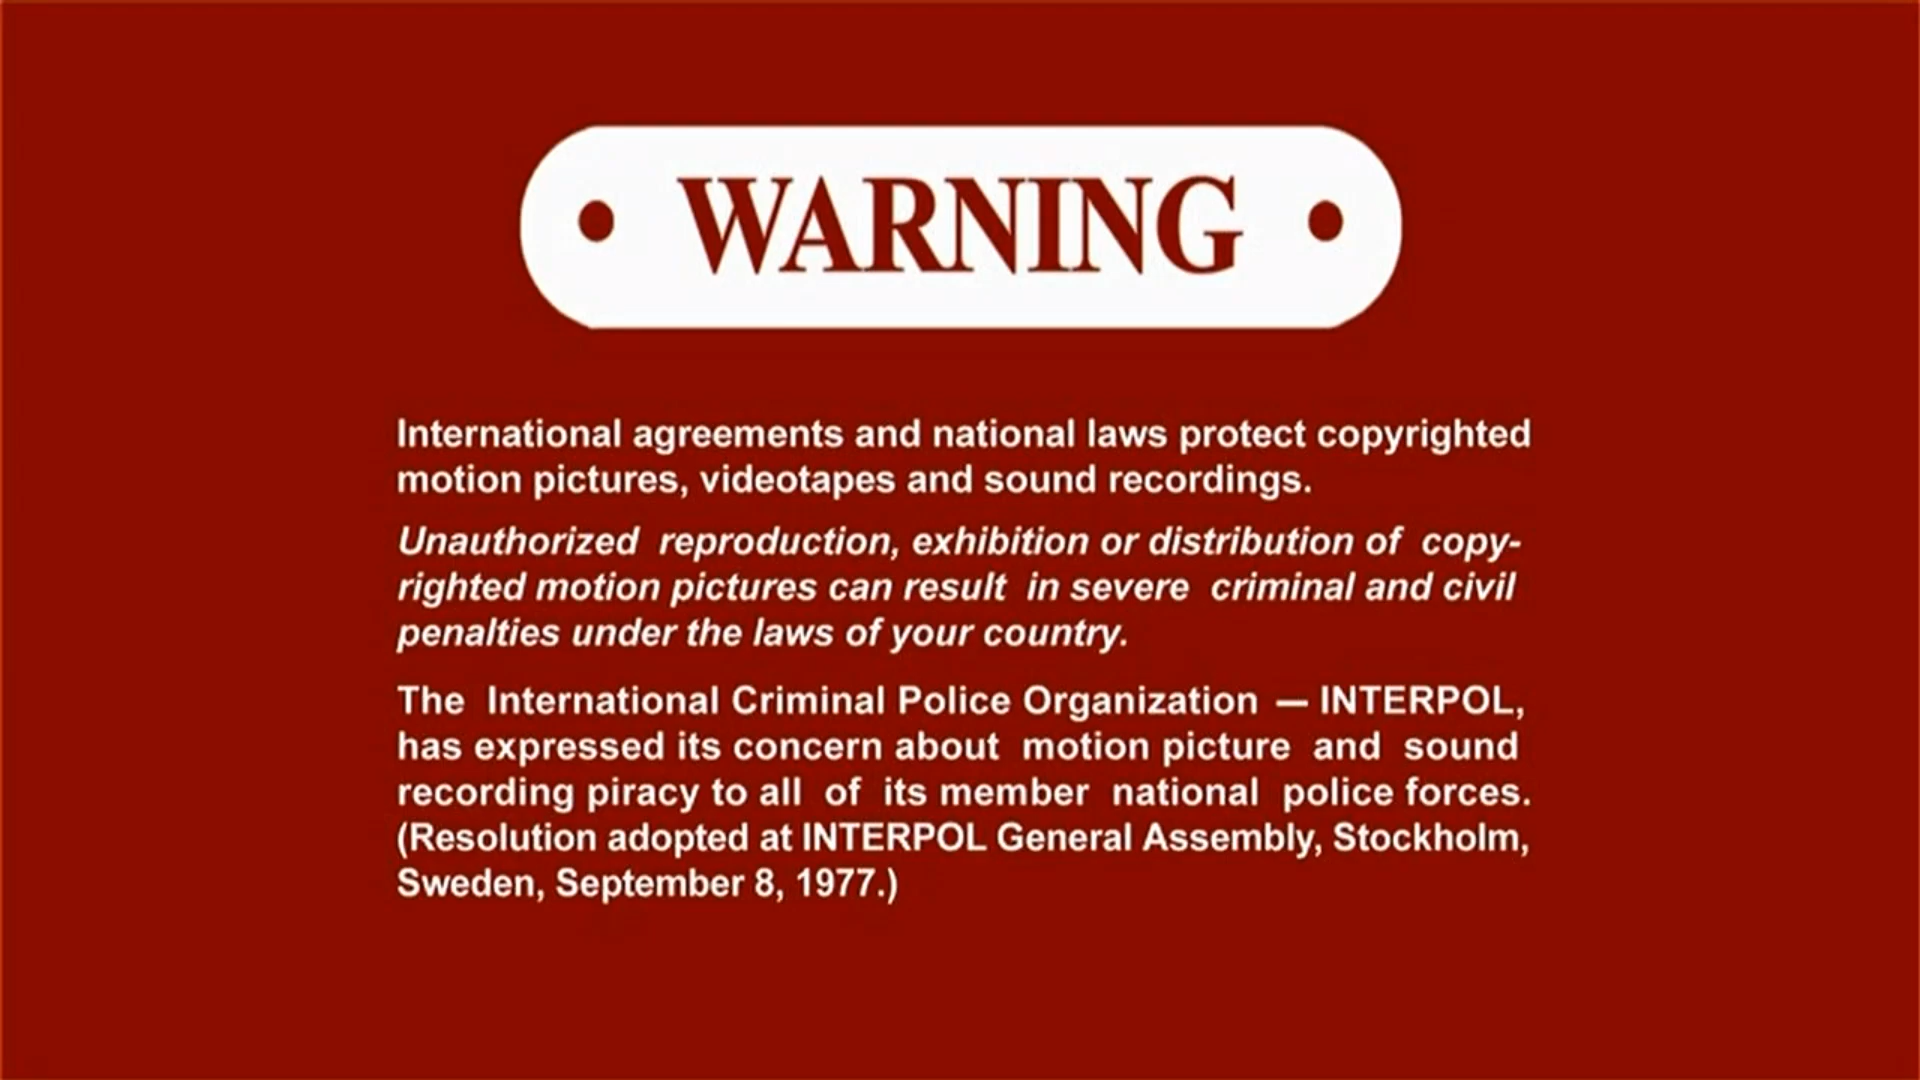 WARNING
International agreements and national laws protect copyrighted
motion pictures, videotapes and sound recordings.
Unauthorized reproduction, exhibition or distribution of copy-
righted motion pictures can result in severe criminal and civil
penalties under the laws of your country.
The International Criminal Police Organization — INTERPOL,
has expressed its concern about motion picture and sound
recording piracy to all of its member national police forces.
(Resolution adopted at INTERPOL General Assembly, Stockholm,
Sweden, September 8, 1977.)